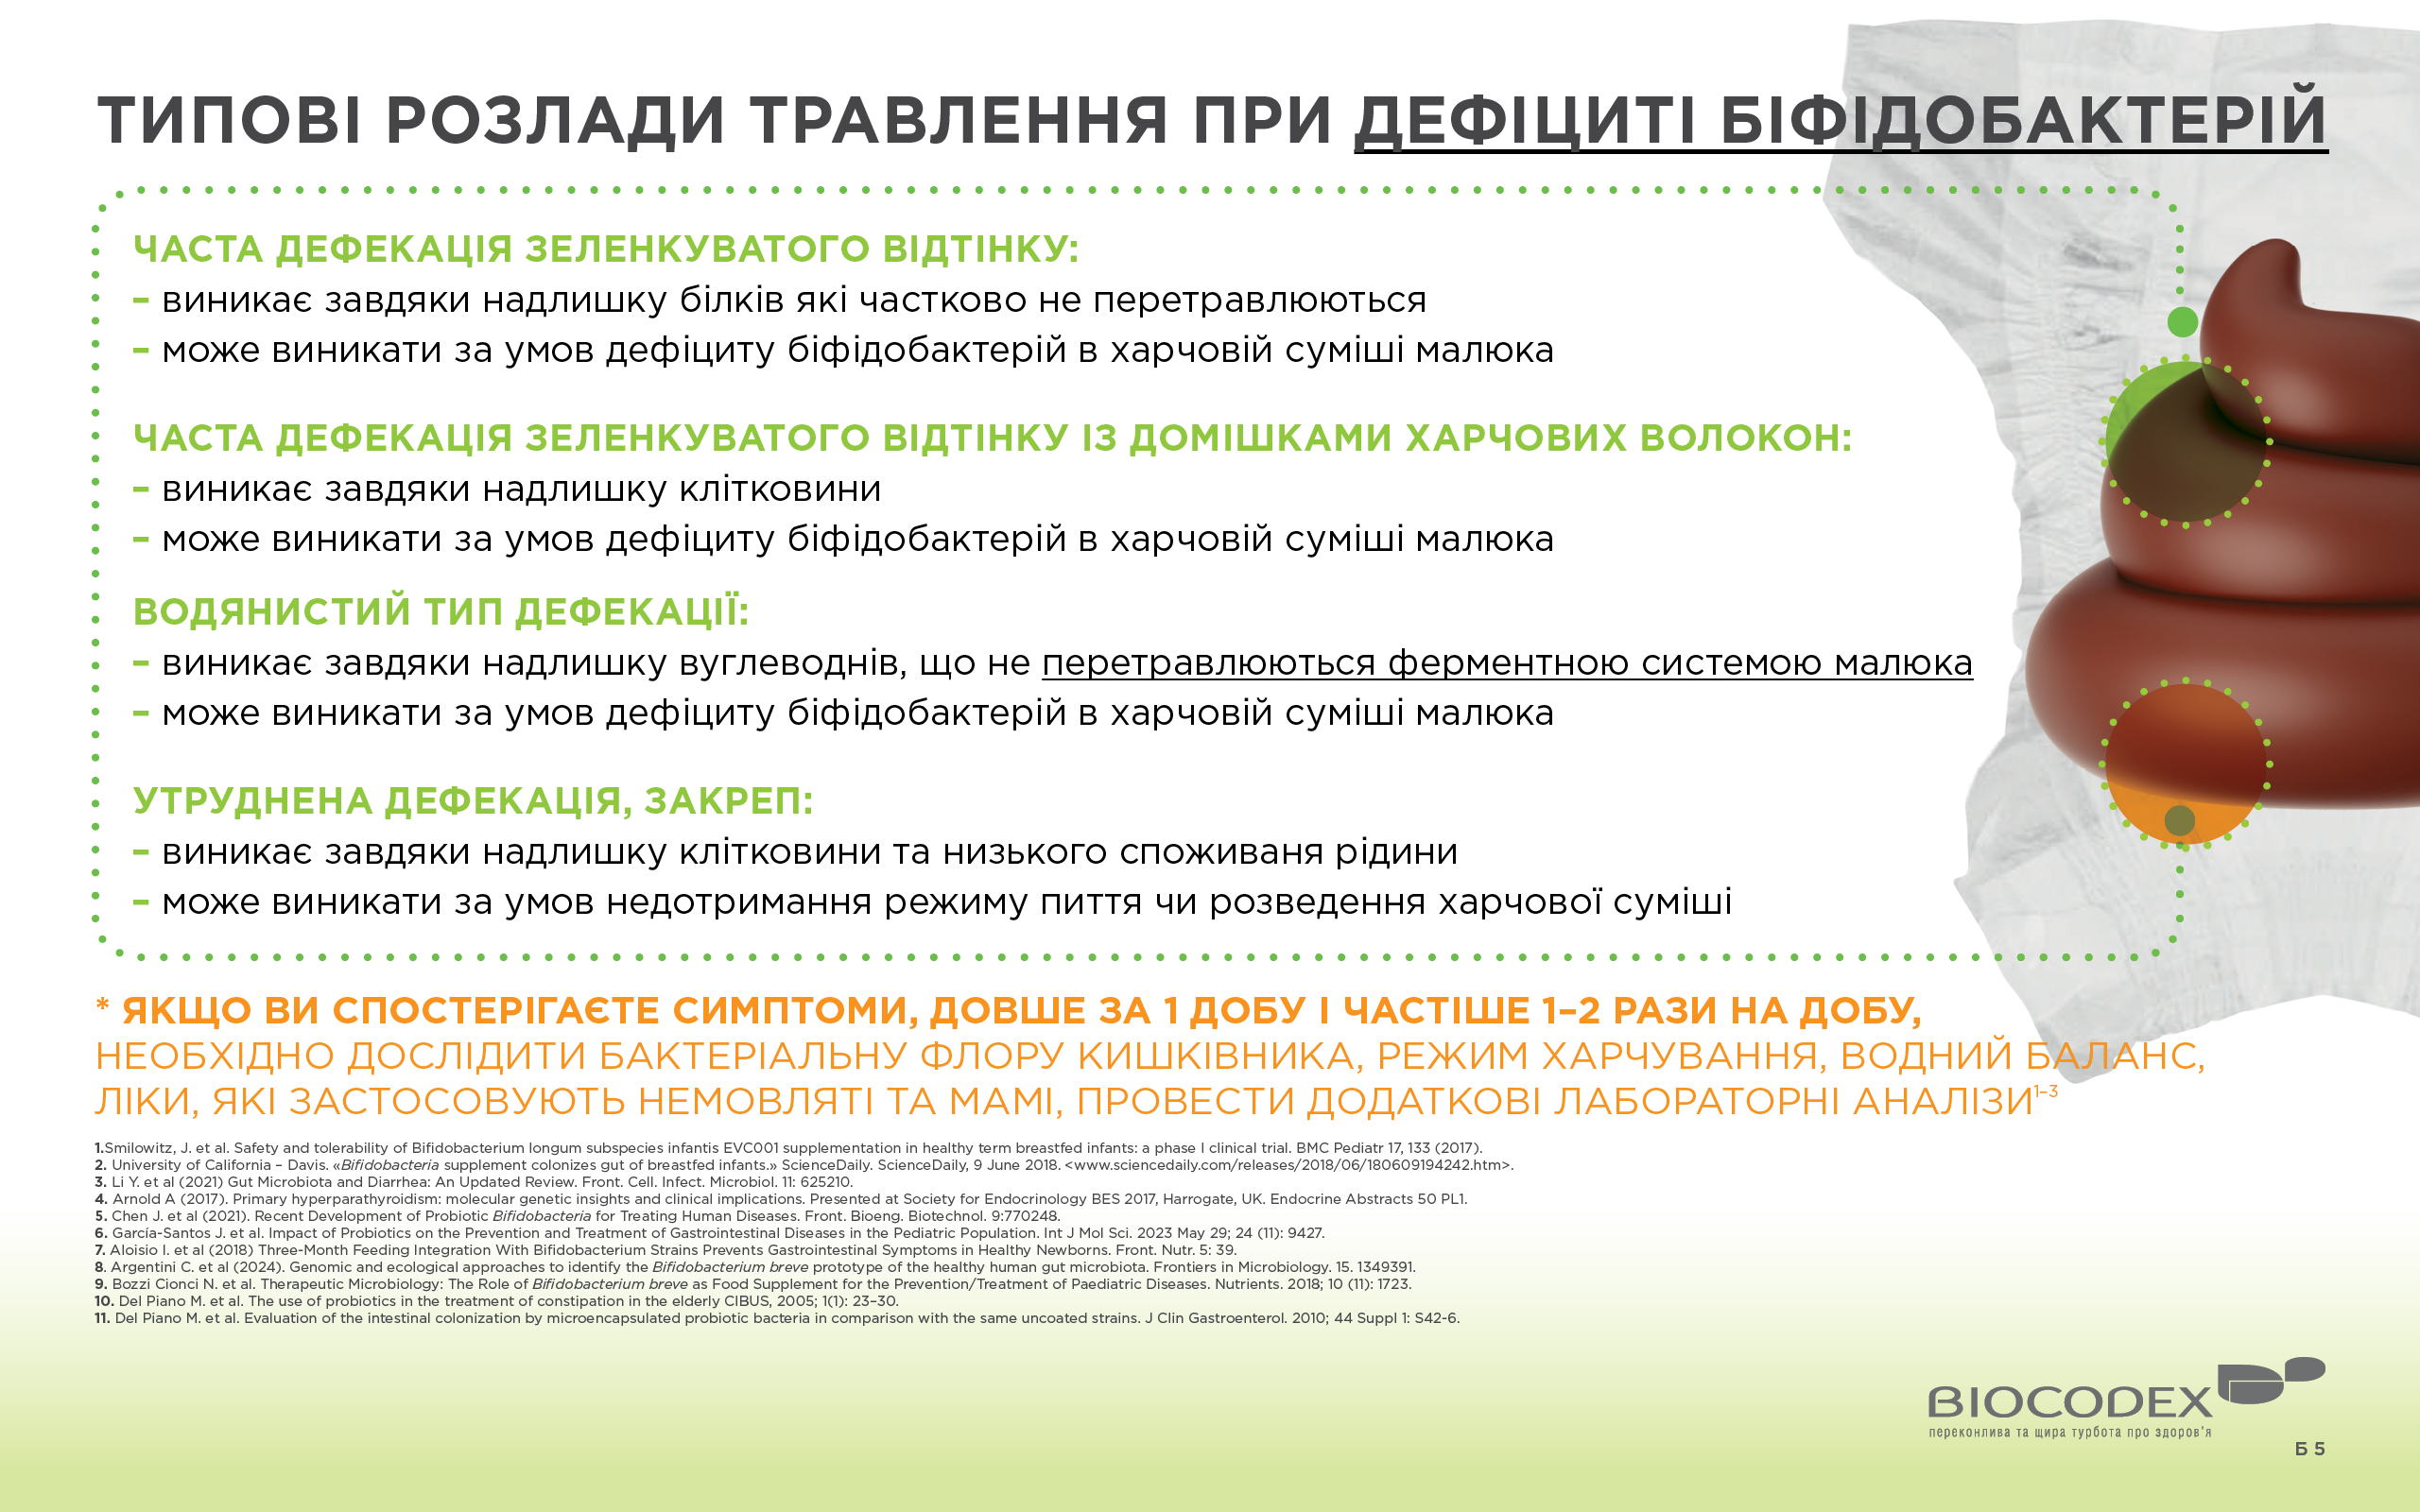 ТИПОВІ РОЗЛАДИ ТРАВЛЕННЯ ПРИ ДЕФІЦИТІ БІФІДОБАКТЕРІЙ
ЧАСТА ДЕФЕКАЦІЯ ЗЕЛЕНКУВАТОГО ВІДТІНКУ:
– виникає завдяки надлишку білків які частково не перетравлюються
– може виникати за умов дефіциту біфідобактерій в харчовій суміші малюка
ЧАСТА ДЕФЕКАЦІЯ ЗЕЛЕНКУВАТОГО ВІДТІНКУ ІЗ ДОМІШКАМИ ХАРЧОВИХ ВОЛОКОН:
– виникає завдяки надлишку клітковини
– може виникати за умов дефіциту біфідобактерій в харчовій суміші малюка
ВОДЯНИСТИЙ ТИП ДЕФЕКАЦІЇ:
– виникає завдяки надлишку вуглеводнів, що не перетравлюються ферментною системою малюка
– може виникати за умов дефіциту біфідобактерій в харчовій суміші малюка
УТРУДНЕНА ДЕФЕКАЦІЯ, ЗАКРЕП:
– виникає завдяки надлишку клітковини та низького споживаня рідини
– може виникати за умов недотримання режиму пиття чи розведення харчової суміші
* ЯКЩО ВИ СПОСТЕРІГАЄТЕ СИМПТОМИ, ДОВШЕ ЗА 1 ДОБУ І ЧАСТІШЕ 1–2 РАЗИ НА ДОБУ,
НЕОБХІДНО ДОСЛІДИТИ БАКТЕРІАЛЬНУ ФЛОРУ КИШКІВНИКА, РЕЖИМ ХАРЧУВАННЯ, ВОДНИЙ БАЛАНС,
ЛІКИ, ЯКІ ЗАСТОСОВУЮТЬ НЕМОВЛЯТІ ТА МАМІ, ПРОВЕСТИ ДОДАТКОВІ ЛАБОРАТОРНІ АНАЛІЗИ1–3
1.Smilowitz, J. et al. Safety and tolerability of Bifidobacterium longum subspecies infantis EVC001 supplementation in healthy term breastfed infants: a phase I clinical trial. BMC Pediatr 17, 133 (2017).
2. University of California – Davis. «Bifidobacteria supplement colonizes gut of breastfed infants.» ScienceDaily. ScienceDaily, 9 June 2018. <www.sciencedaily.com/releases/2018/06/180609194242.htm>.
3. Li Y. et al (2021) Gut Microbiota and Diarrhea: An Updated Review. Front. Cell. Infect. Microbiol. 11: 625210.
4. Arnold A (2017). Primary hyperparathyroidism: molecular genetic insights and clinical implications. Presented at Society for Endocrinology BES 2017, Harrogate, UK. Endocrine Abstracts 50 PL1.
5. Chen J. et al (2021). Recent Development of Probiotic Bifidobacteria for Treating Human Diseases. Front. Bioeng. Biotechnol. 9:770248.
6. García-Santos J. et al. Impact of Probiotics on the Prevention and Treatment of Gastrointestinal Diseases in the Pediatric Population. Int J Mol Sci. 2023 May 29; 24 (11): 9427.
7. Aloisio I. et al (2018) Three-Month Feeding Integration With Bifidobacterium Strains Prevents Gastrointestinal Symptoms in Healthy Newborns. Front. Nutr. 5: 39.
8. Argentini C. et al (2024). Genomic and ecological approaches to identify the Bifidobacterium breve prototype of the healthy human gut microbiota. Frontiers in Microbiology. 15. 1349391.
9. Bozzi Cionci N. et al. Therapeutic Microbiology: The Role of Bifidobacterium breve as Food Supplement for the Prevention/Treatment of Paediatric Diseases. Nutrients. 2018; 10 (11): 1723.
10. Del Piano M. et al. The use of probiotics in the treatment of constipation in the elderly CIBUS, 2005; 1(1): 23–30.
11. Del Piano M. et al. Evaluation of the intestinal colonization by microencapsulated probiotic bacteria in comparison with the same uncoated strains. J Clin Gastroenterol. 2010; 44 Suppl 1: S42-6.
BIOCODEX
переконлива та щира турбота про здоров'я
Б 5